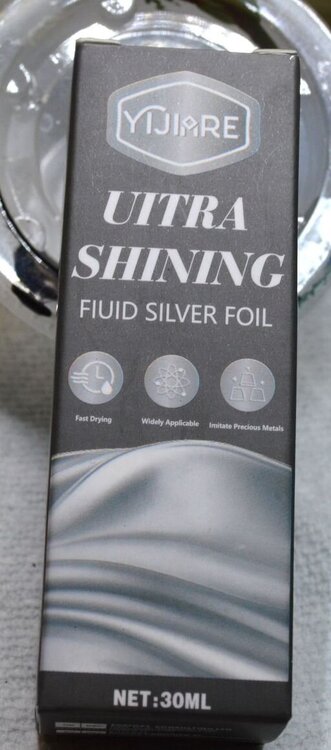 YIJIARE
UITRA
SHINING
FIUID SILVER FOIL
Fast Drying
Widely Applicable
Imitate Precious Metals
NET:30ML